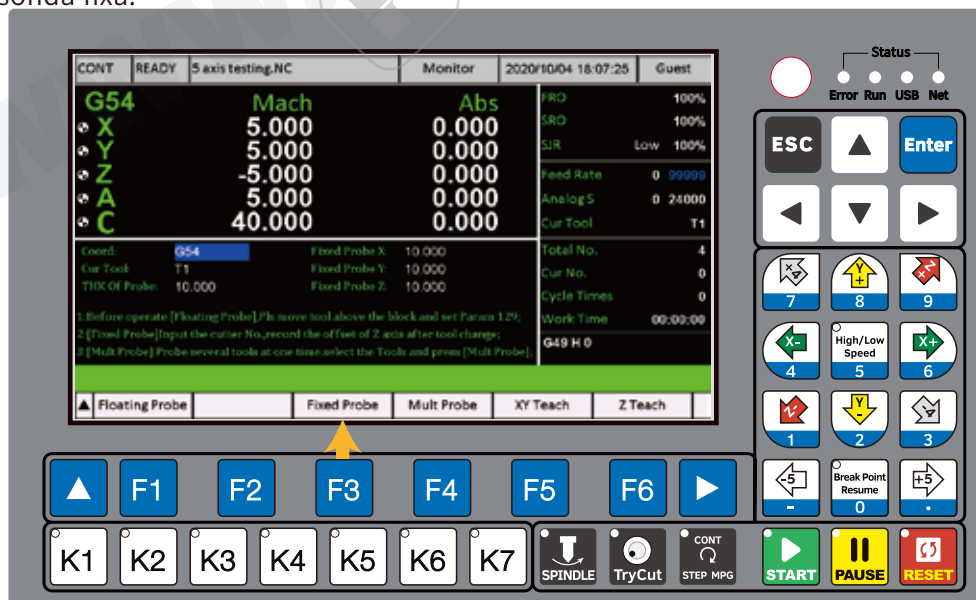 sonda fixa.
CONT READY 5 axis testing.NC Monitor 2020/10/04 18:07:25 Guest
G54 Mach Abs
X 5.000 0.000
Y 5.000 0.000
Z -5.000 0.000
A 5.000 0.000
C 40.000 0.000
FRO 100%
SRO 100%
SJR Low 100%
Feed Rate 0 99999
Analog S 0 24000
Cur Tool T1
Total No. 4
Cur No. 0
Cycle Times 0
Work Time 00:00:00
G49 H 0
Coord: G54 Fixed Probe X: 10.000
Cur Tool: T1 Fixed Probe Y: 10.000
THK Of Probe: 10.000 Fixed Probe Z: 10.000
1.Before operate [Floating Probe],Pls move tool above the block and set Param 129;
2.[Fixed Probe]Input the cutter No.,record the offset of Z axis after tool change;
3.[Mult Probe] Probe several tools at one time.select the Tools and press [Mult Probe];
Floating Probe Fixed Probe Mult Probe XY Teach Z Teach
F1 F2 F3 F4 F5 F6
K1 K2 K3 K4 K5 K6 K7
SPINDLE TryCut CONT STEP MPG
Status
Error Run USB Net
ESC Enter
7 Y+ 8 9
X- 4 High/Low Speed 5 X+ 6
1 Y- 2 3
-5 - Break Point Resume 0 +5 .
START PAUSE RESET